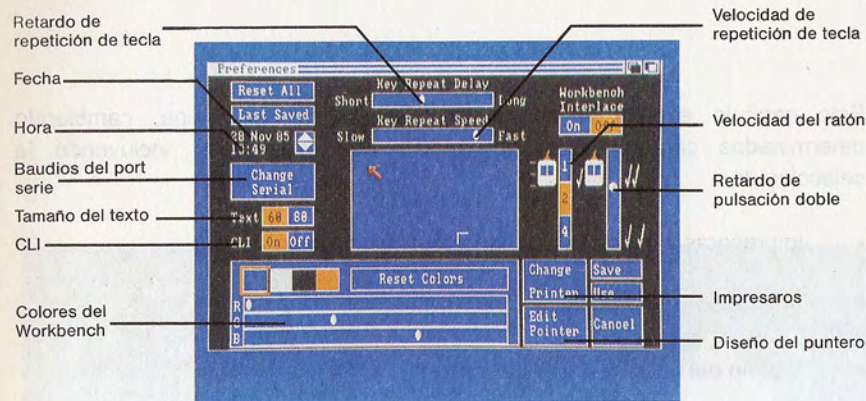 Retardo de
repetición de tecla
Velocidad de
repetición de tecla
Fecha
Hora
Baudios del port
serie
Tamaño del texto
CLI
Colores del
Workbench
Velocidad del ratón
Retardo de
pulsación doble
Impresaros
Diseño del puntero
Preferences
Reset All
Last Saved
28 Nov 85
13:49
Change
Serial
Text 60 80
CLI On Off
Key Repeat Delay
Short Long
Key Repeat Speed
Slow Fast
Workbench
Interlace
On Off
1
2
4
Reset Colors
R
G
B
Change
Printer
Save
Use
Edit
Pointer
Cancel